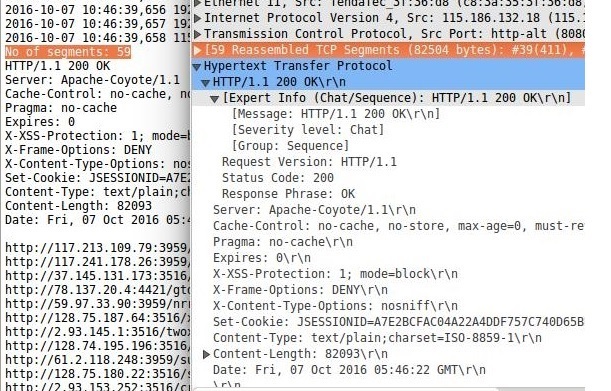 2016-10-07 10:46:39,656 192
2016-10-07 10:46:39,657 192
2016-10-07 10:46:39,658 115
No of segments: 59
HTTP/1.1 200 OK
Server: Apache-Coyote/1.1
Cache-Control: no-cache, no
Pragma: no-cache
Expires: 0
X-XSS-Protection: 1; mode=b
X-Frame-Options: DENY
X-Content-Type-Options: nos
Set-Cookie: JSESSIONID=A7E2
Content-Type: text/plain;ch
Content-Length: 82093
Date: Fri, 07 Oct 2016 05:4
http://117.213.109.79:3959/
http://117.241.178.26:3959/
http://37.145.131.173:3516/
http://78.137.20.4:4421/gto
http://59.97.33.90:3959/nrr
http://128.75.187.64:3516/x
http://2.93.145.1:3516/twox
http://128.74.195.196:3516/
http://61.2.118.248:3959/su
http://128.75.180.22:3516/s
http://2.93.153.252:3516/c
Ethernet II, Src: TendaTec_3f:36:d8 (c8:3a:35:3f:36:d8)
Internet Protocol Version 4, Src: 115.186.132.18 (115.1
Transmission Control Protocol, Src Port: http-alt (8080
[59 Reassembled TCP Segments (82504 bytes): #39(411), #
Hypertext Transfer Protocol
HTTP/1.1 200 OK\r\n
[Expert Info (Chat/Sequence): HTTP/1.1 200 OK\r\n]
[Message: HTTP/1.1 200 OK\r\n]
[Severity level: Chat]
[Group: Sequence]
Request Version: HTTP/1.1
Status Code: 200
Response Phrase: OK
Server: Apache-Coyote/1.1\r\n
Cache-Control: no-cache, no-store, max-age=0, must-re
Pragma: no-cache\r\n
Expires: 0\r\n
X-XSS-Protection: 1; mode=block\r\n
X-Frame-Options: DENY\r\n
X-Content-Type-Options: nosniff\r\n
Set-Cookie: JSESSIONID=A7E2BCFAC04A22A4DDF757C740D65B
Content-Type: text/plain;charset=ISO-8859-1\r\n
Content-Length: 82093\r\n
Date: Fri, 07 Oct 2016 05:46:22 GMT\r\n
\r\n